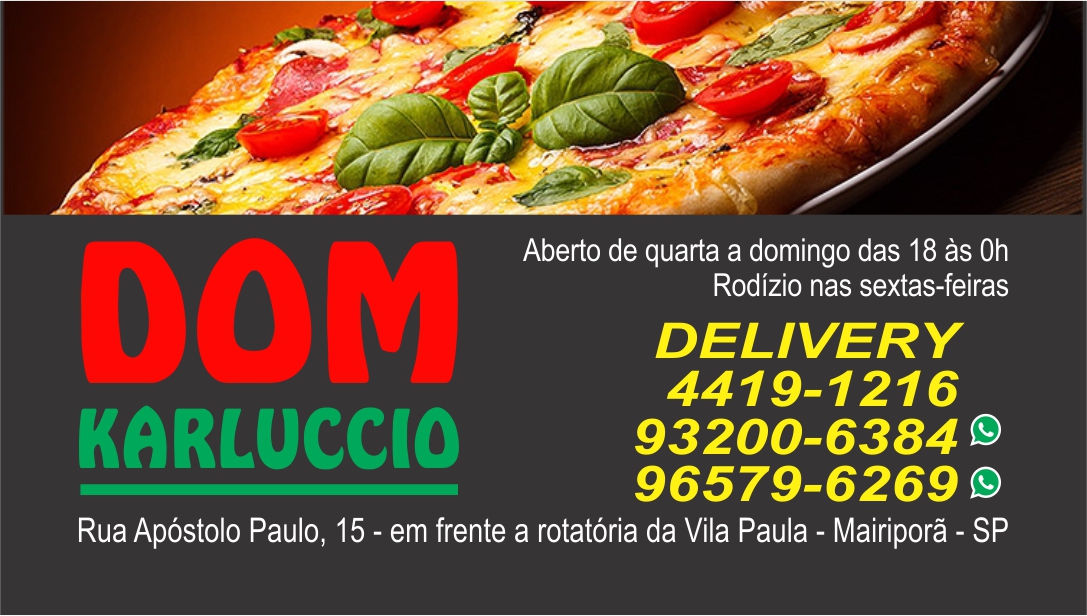 DOM
KARLUCCIO
Aberto de quarta a domingo das 18 às 0h
Rodízio nas sextas-feiras
DELIVERY
4419-1216
93200-6384
96579-6269
Rua Apóstolo Paulo, 15 - em frente a rotatória da Vila Paula - Mairiporã - SP